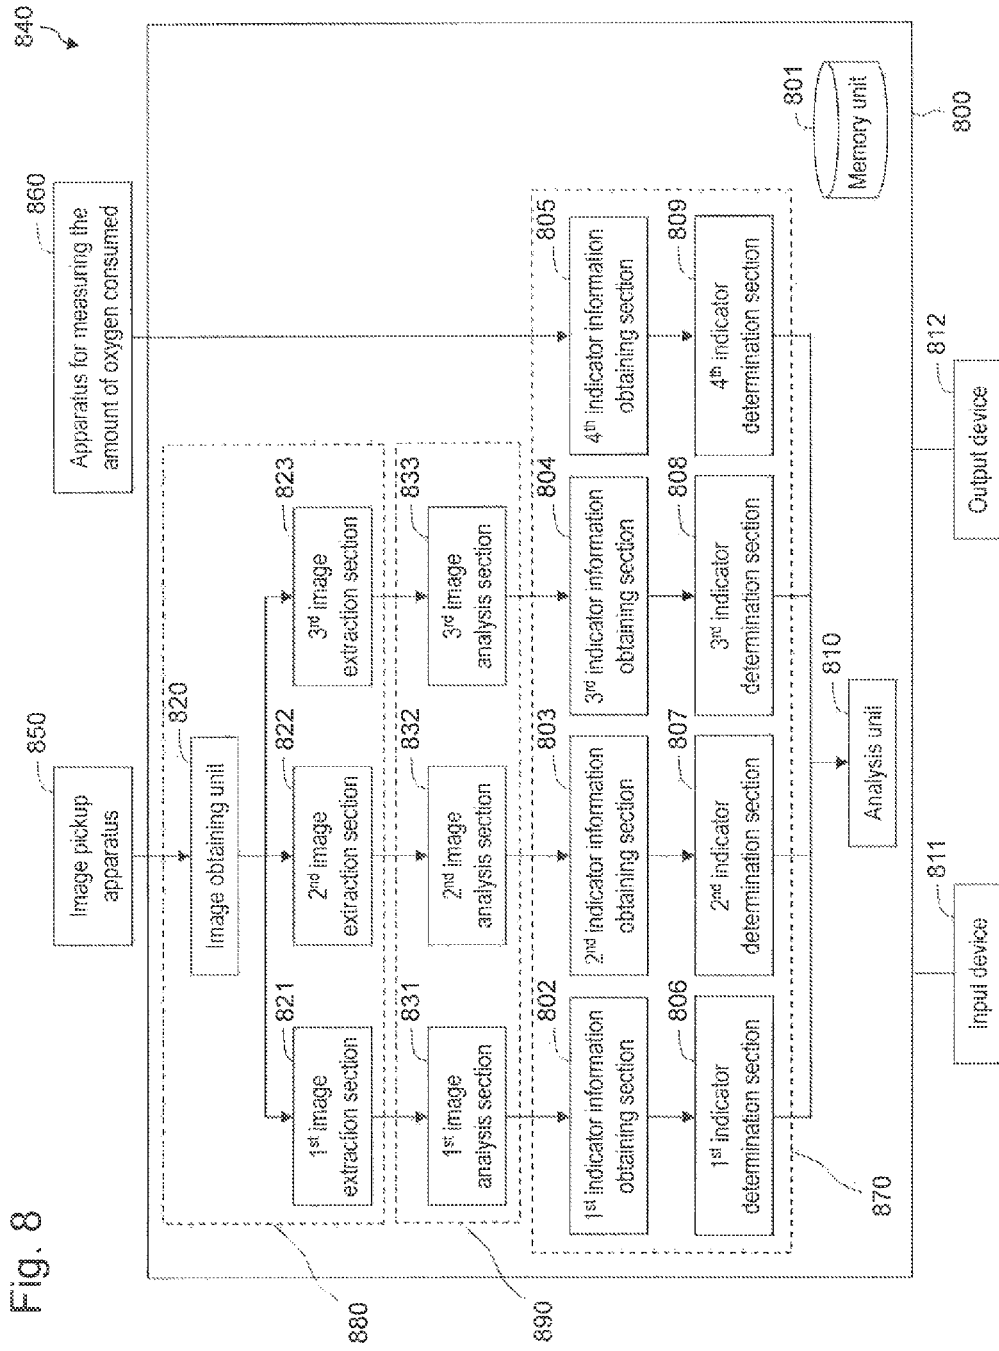 Fig. 8
840
850
Image pickup
apparatus
860
Apparatus for measuring the
amount of oxygen consumed
820
Image obtaining unit
821
1st image
extraction section
822
2nd image
extraction section
823
3rd image
extraction section
880
831
1st image
analysis section
832
2nd image
analysis section
833
3rd image
analysis section
890
802
1st indicator information
obtaining section
803
2nd indicator information
obtaining section
804
3rd indicator information
obtaining section
805
4th indicator information
obtaining section
806
1st indicator
determination section
807
2nd indicator
determination section
808
3rd indicator
determination section
809
4th indicator
determination section
870
810
Analysis unit
801
Memory unit
800
811
input device
812
Output device